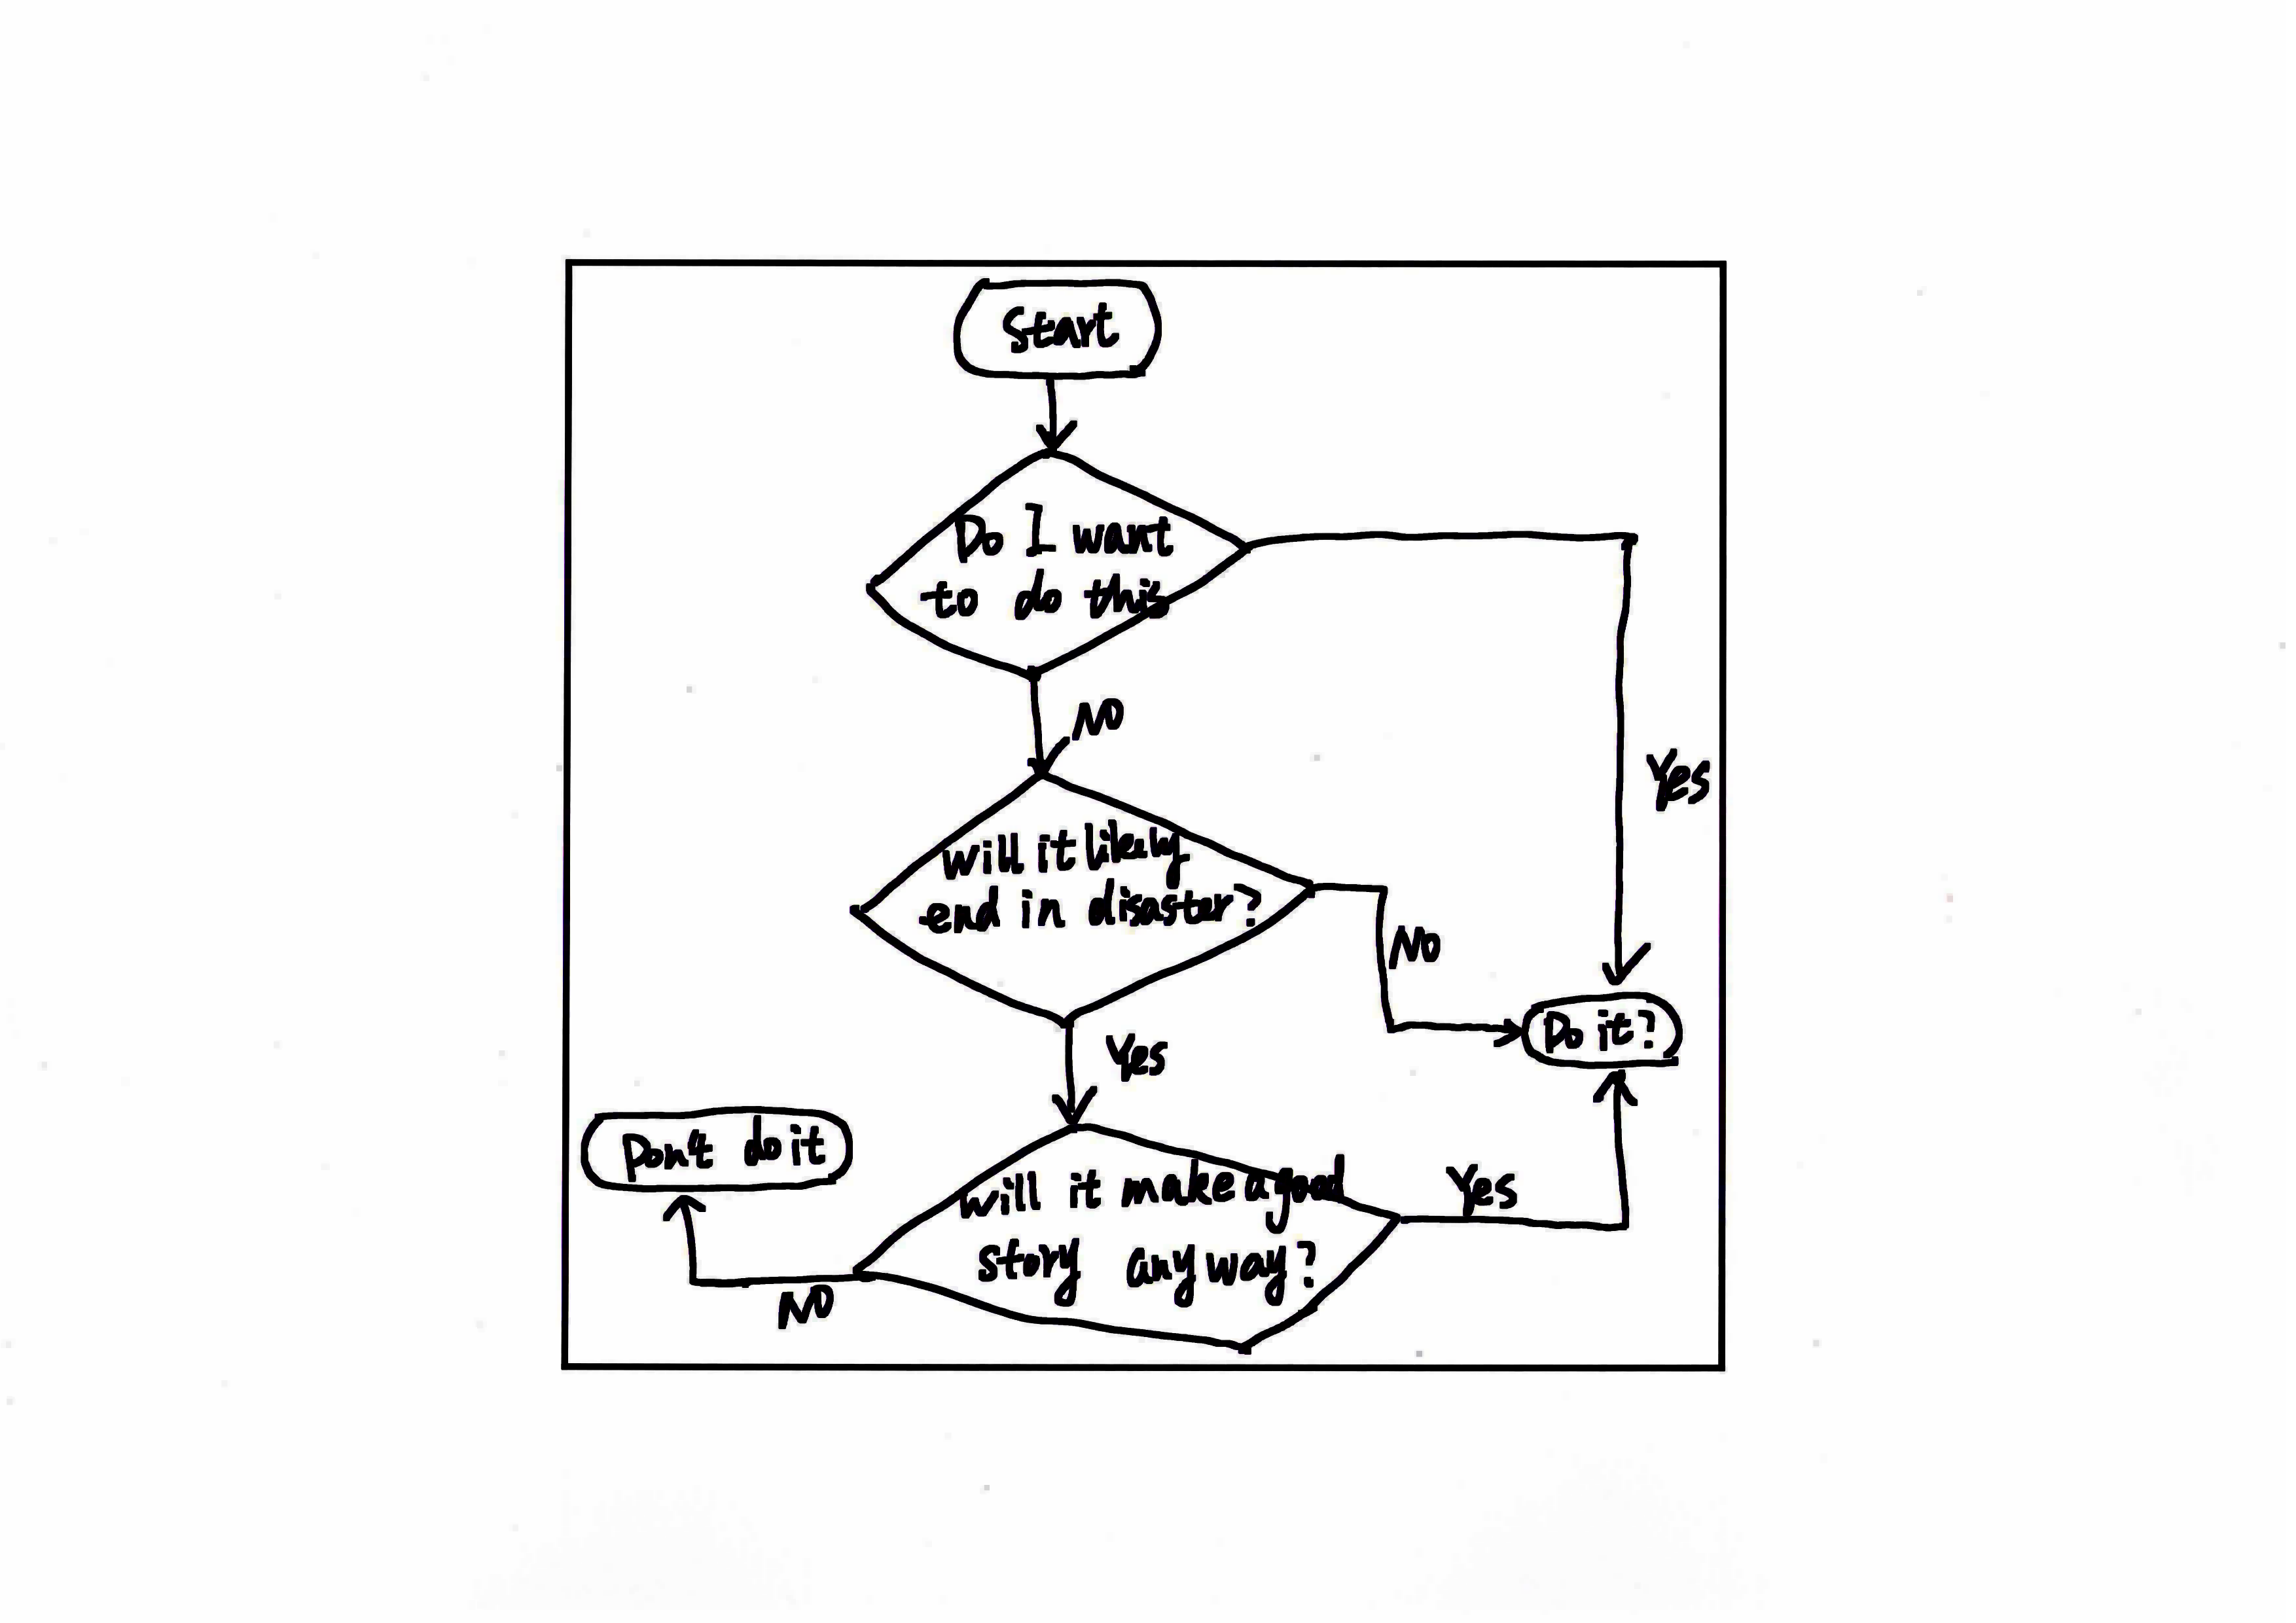 Start
Do I want
to do this
NO
Yes
will it likely
end in disaster?
NO
Do it?
Yes
Don't do it
will it make a good
story anyway?
Yes
NO